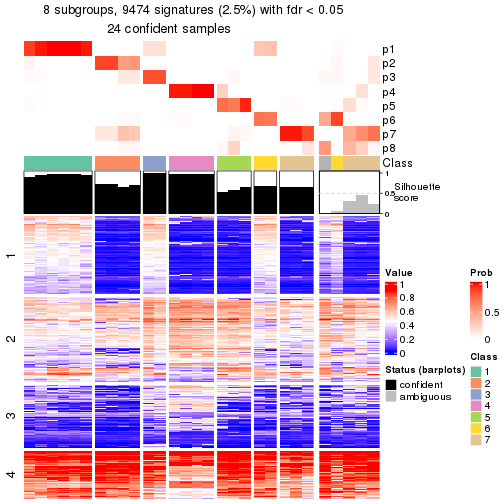 8 subgroups, 9474 signatures (2.5%) with fdr < 0.05
24 confident samples
p1
p2
p3
p4
p5
p6
p7
p8
Class
1
0.5
0
Silhouette
score
1
2
3
4
Value
1
0.8
0.6
0.4
0.2
0
Status (barplots)
confident
ambiguous
Prob
1
0.5
0
Class
1
2
3
4
5
6
7